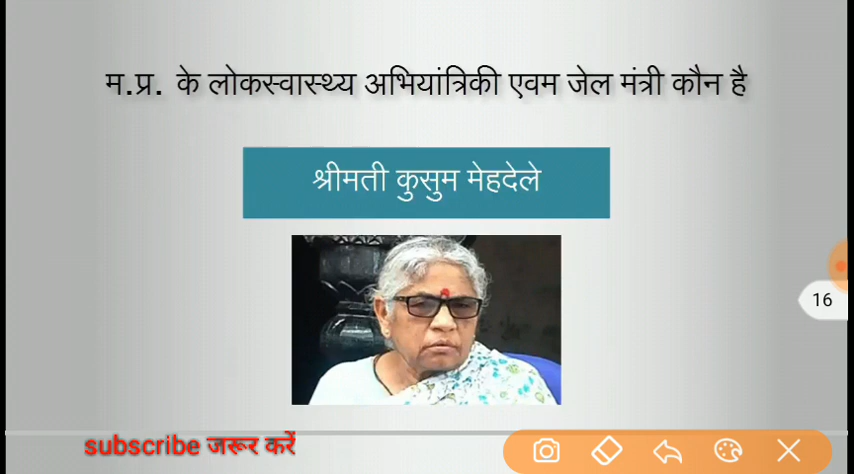 म.प्र. के लोकस्वास्थ्य अभियांत्रिकी एवम जेल मंत्री कौन है
श्रीमती कुसुम मेहदेले
16
subscribe जरूर करें